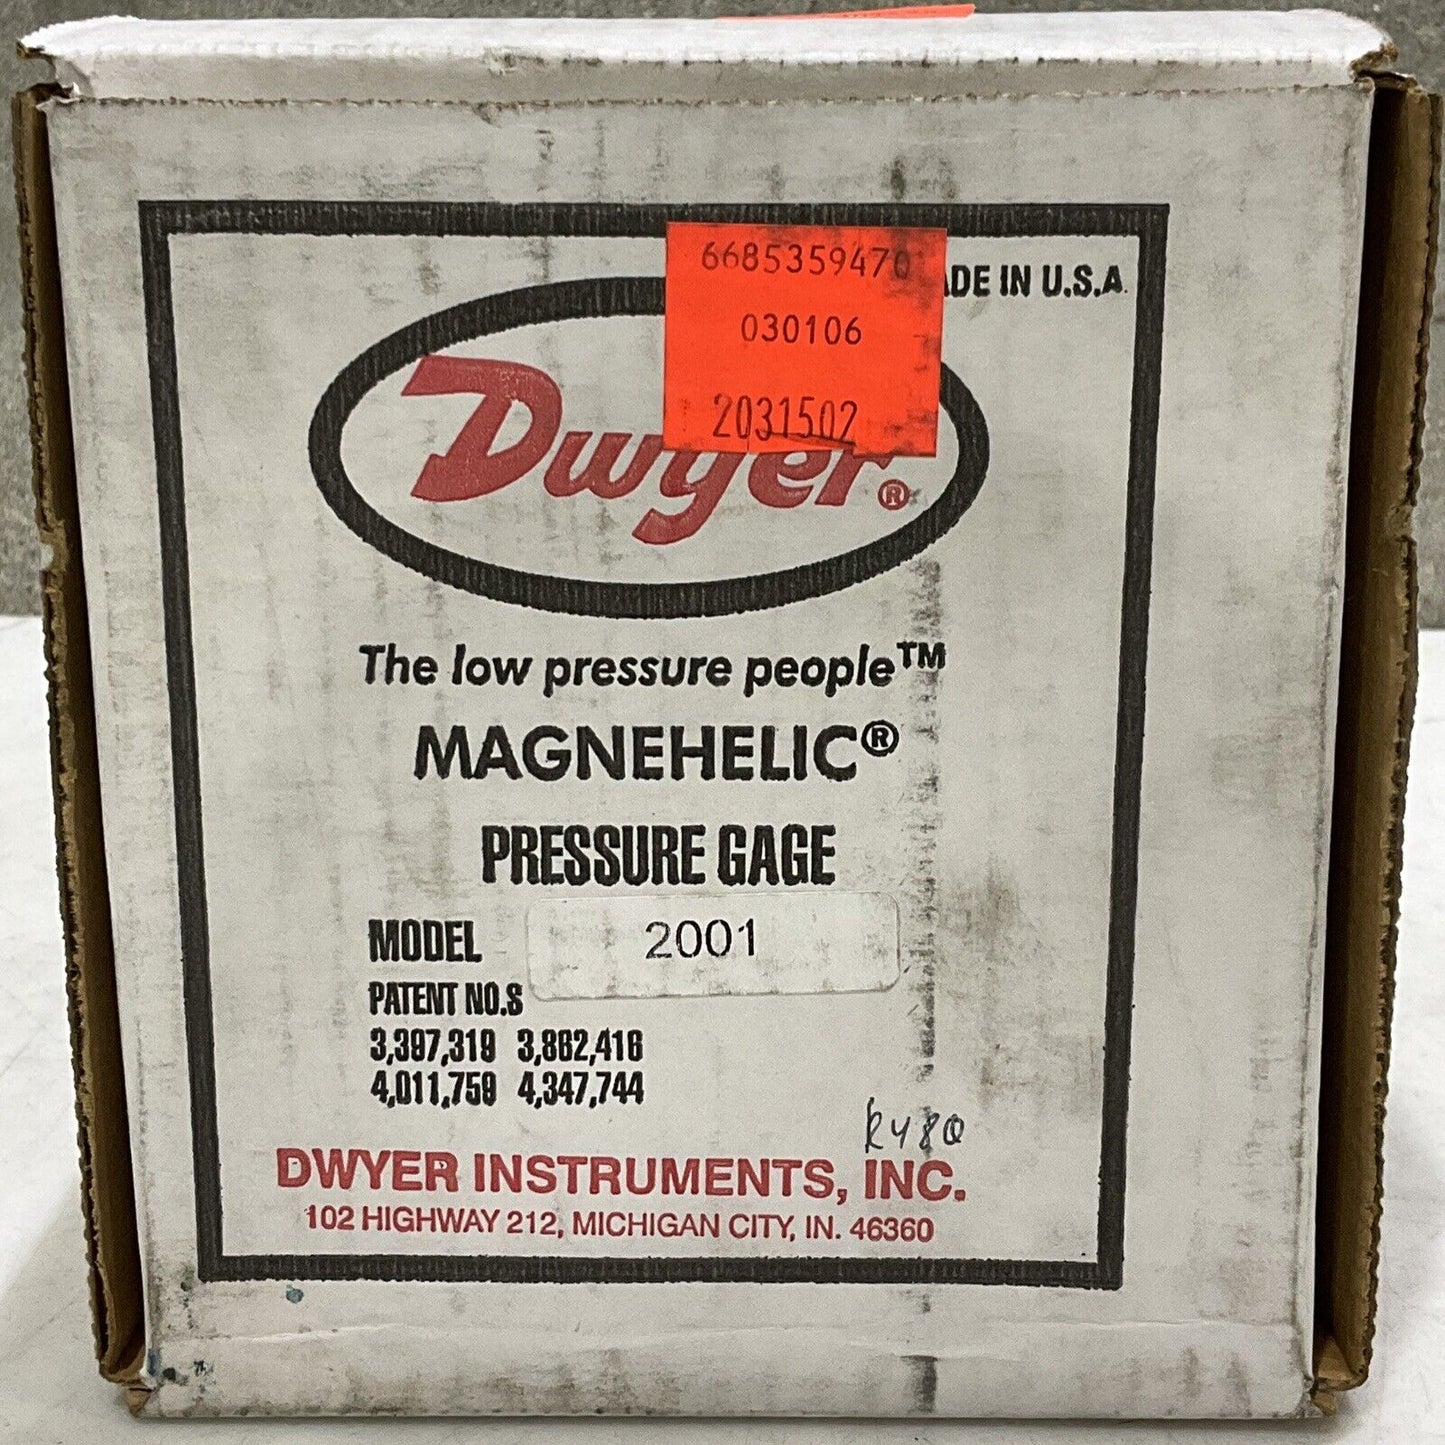 6685359470
ADE IN U.S.A.
030106
2031502
Dwyer®
The low pressure people™
MAGNEHELIC®
PRESSURE GAGE
MODEL 2001
PATENT NO.S
3,397,319 3,862,416
4,011,759 4,347,744
R480
DWYER INSTRUMENTS, INC.
102 HIGHWAY 212, MICHIGAN CITY, IN. 46360